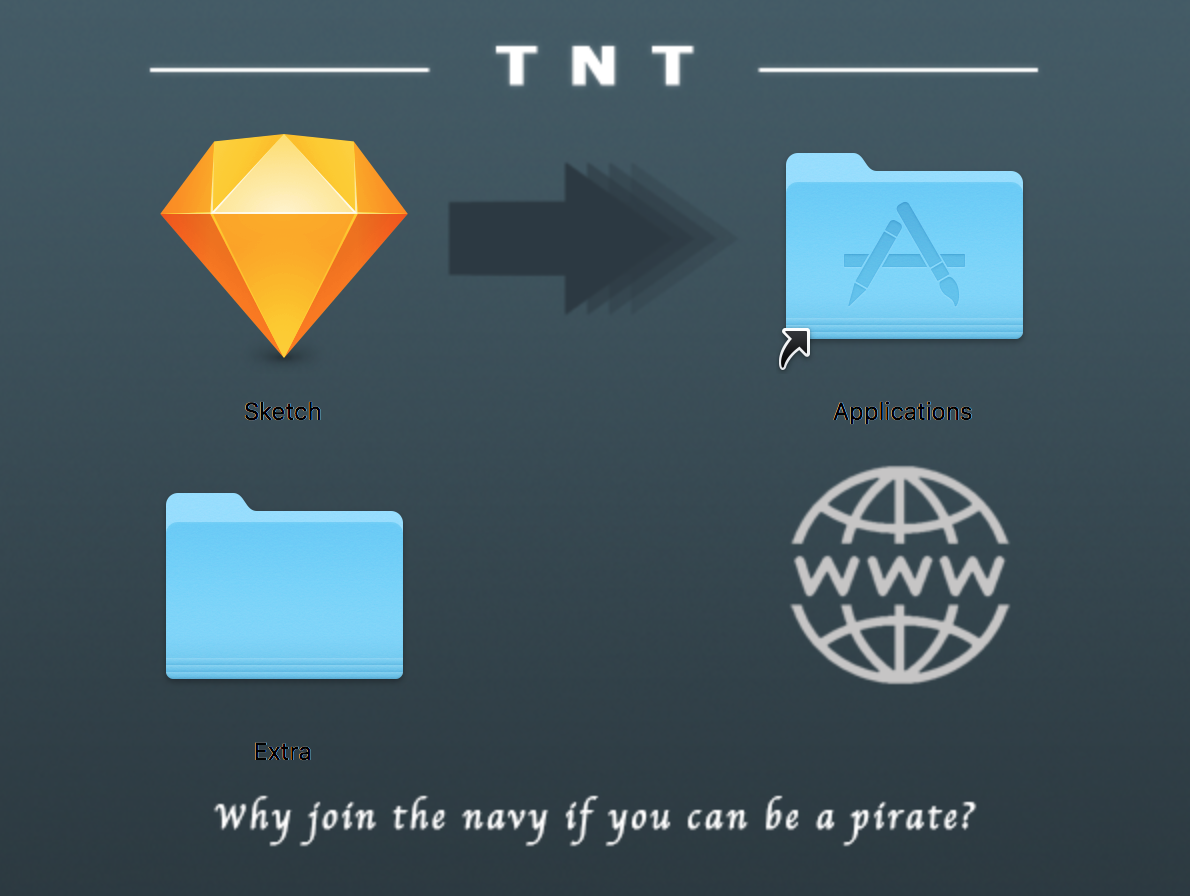 TNT
Sketch
Applications
www
Extra
Why join the navy if you can be a pirate?